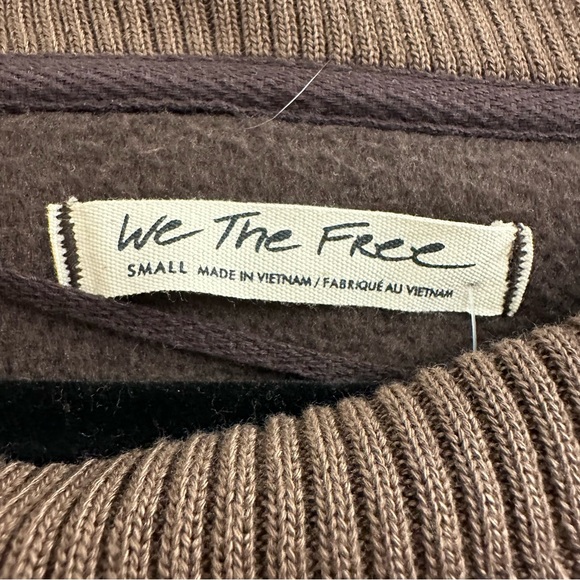 We The Free
SMALL MADE IN VIETNAM / FABRIQUÉ AU VIETNAM